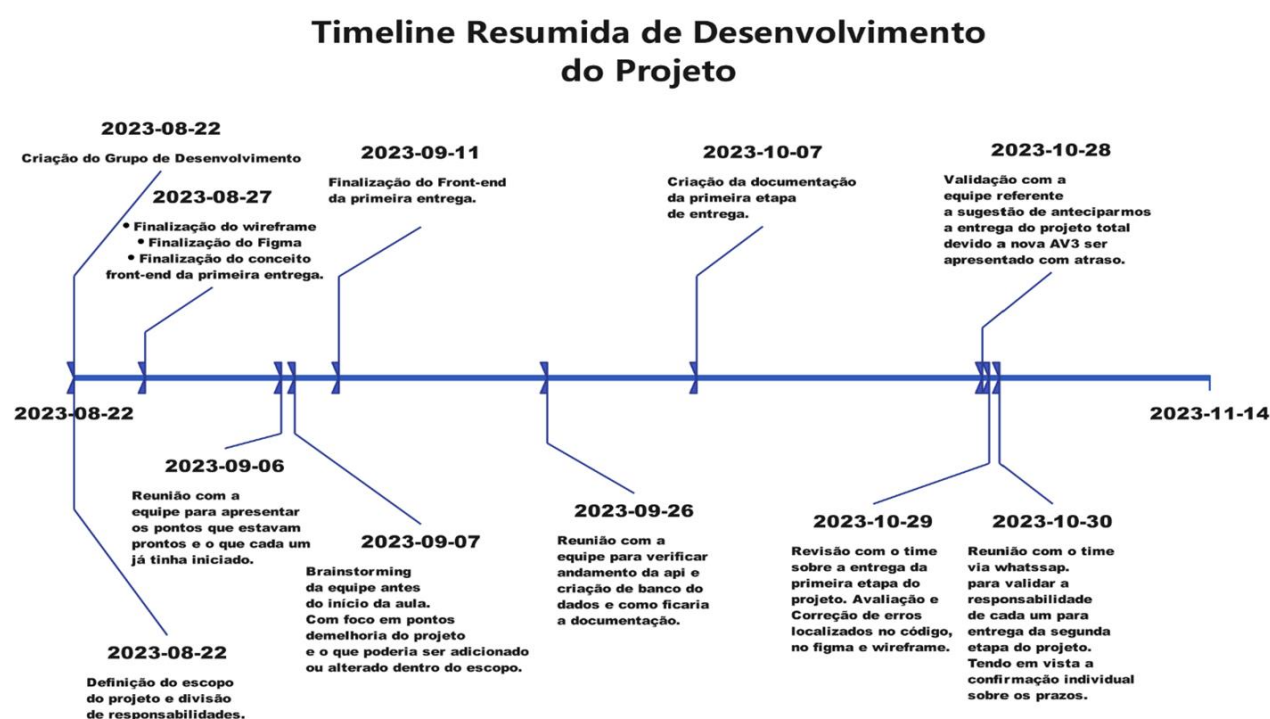 Timeline Resumida de Desenvolvimento
do Projeto
2023-08-22
Criação do Grupo de Desenvolvimento
2023-08-27
• Finalização do wireframe
• Finalização do Figma
• Finalização do conceito
front-end da primeira entrega.
2023-09-11
Finalização do Front-end
da primeira entrega.
2023-10-07
Criação da documentação
da primeira etapa
de entrega.
2023-10-28
Validação com a
equipe referente
a sugestão de anteciparmos
a entrega do projeto total
devido a nova AV3 ser
apresentado com atraso.
2023-08-22
2023-11-14
2023-09-06
Reunião com a
equipe para apresentar
os pontos que estavam
prontos e o que cada um
já tinha iniciado.
2023-09-07
Brainstorming
da equipe antes
do início da aula.
Com foco em pontos
demelhoria do projeto
e o que poderia ser adicionado
ou alterado dentro do escopo.
2023-09-26
Reunião com a
equipe para verificar
andamento da api e
criação de banco do
dados e como ficaria
a documentação.
2023-10-29
Revisão com o time
sobre a entrega da
primeira etapa do
projeto. Avaliação e
Correção de erros
localizados no código,
no figma e wireframe.
2023-10-30
Reunião com o time
via whatssap.
para validar a
responsabilidade
de cada um para
entrega da segunda
etapa do projeto.
Tendo em vista a
confirmação individual
sobre os prazos.
2023-08-22
Definição do escopo
do projeto e divisão
de responsabilidades.